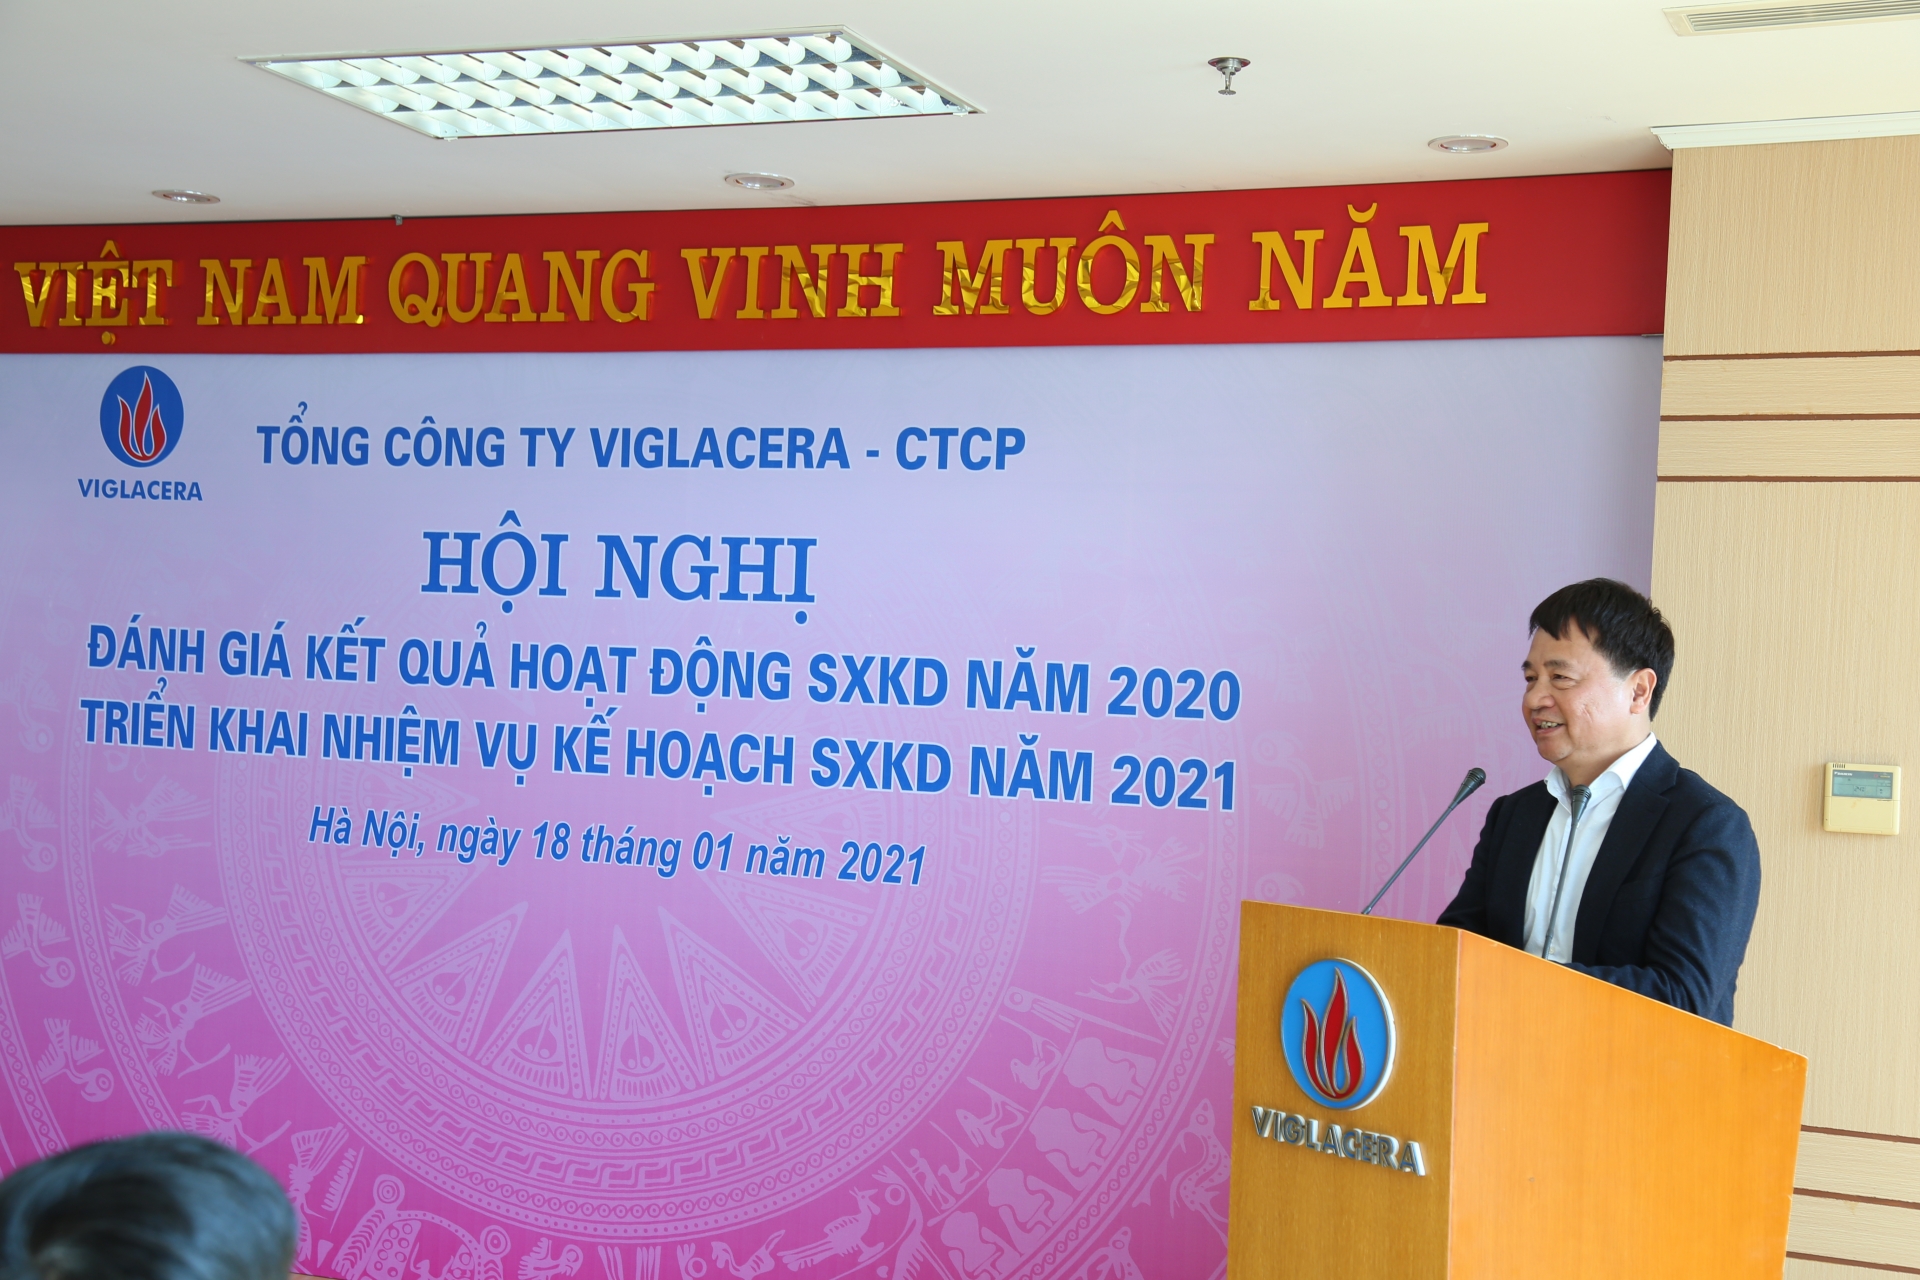 VIỆT NAM QUANG VINH MUÔN NĂM
VIGLACERA
TỔNG CÔNG TY VIGLACERA - CTCP
HỘI NGHỊ
ĐÁNH GIÁ KẾT QUẢ HOẠT ĐỘNG SXKD NĂM 2020
TRIỂN KHAI NHIỆM VỤ KẾ HOẠCH SXKD NĂM 2021
Hà Nội, ngày 18 tháng 01 năm 2021
VIGLACERA